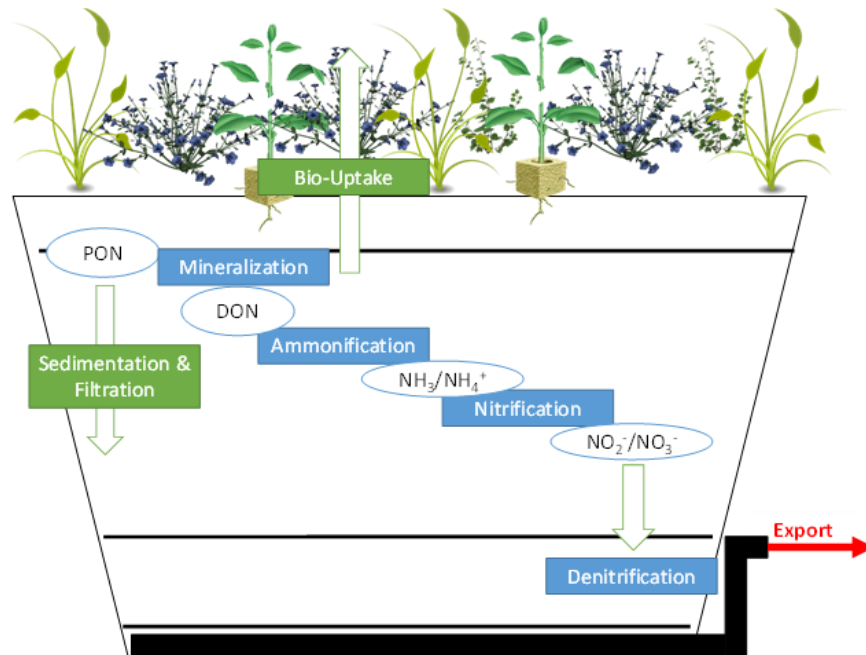 Bio-Uptake
PON
Mineralization
DON
Ammonification
Sedimentation &
Filtration
NH₃/NH₄⁺
Nitrification
NO₂⁻/NO₃⁻
Export
Denitrification